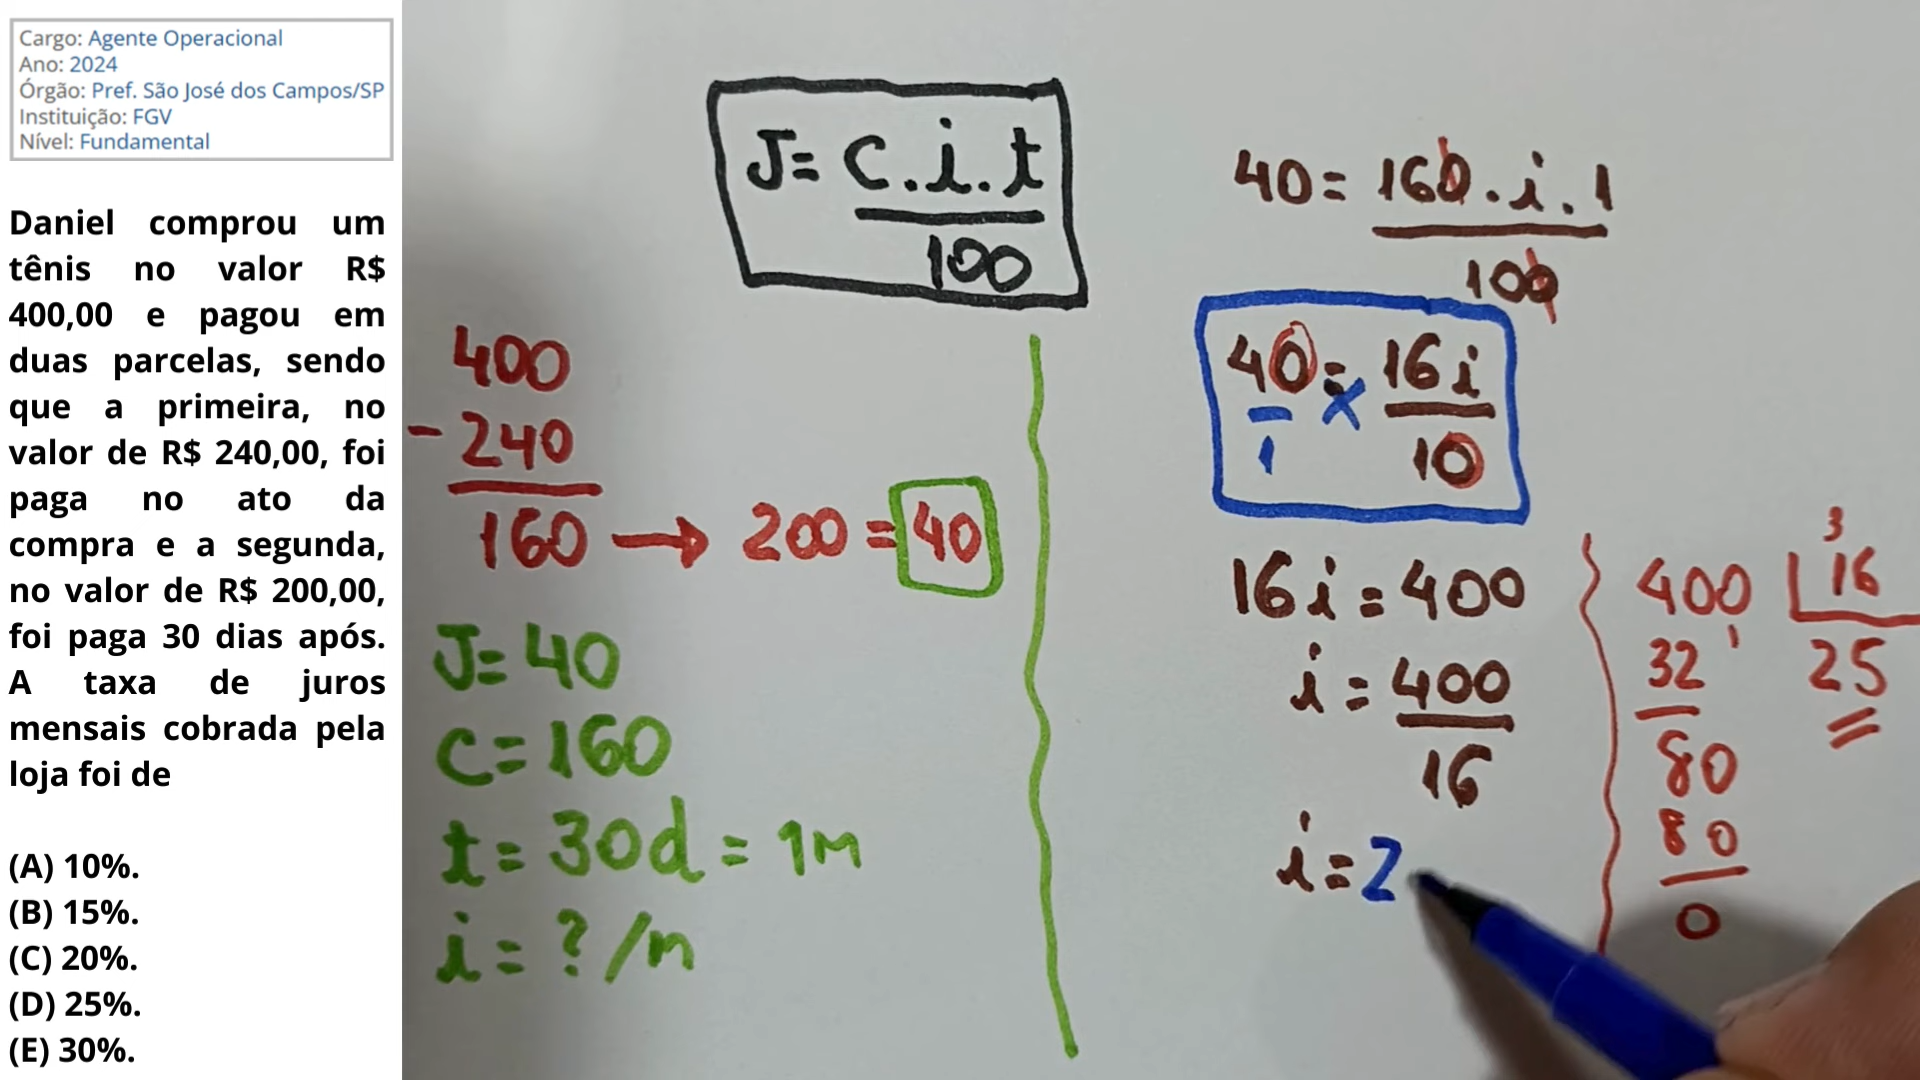 Cargo: Agente Operacional
Ano: 2024
Órgão: Pref. São José dos Campos/SP
Instituição: FGV
Nível: Fundamental
Daniel comprou um
tênis no valor R$
400,00 e pagou em
duas parcelas, sendo
que a primeira, no
valor de R$ 240,00, foi
paga no ato da
compra e a segunda,
no valor de R$ 200,00,
foi paga 30 dias após.
A taxa de juros
mensais cobrada pela
loja foi de
(A) 10%.
(B) 15%.
(C) 20%.
(D) 25%.
(E) 30%.
J= C.i.t
100
400
- 240
160 → 200 = 40
J= 40
C= 160
t = 30d = 1m
i = ? /m
40 = 160 . i . 1
100
40 = 16i
1 x 10
16i = 400
i = 400
16
i = 2
3
400 16
32 1 25
80
80
0